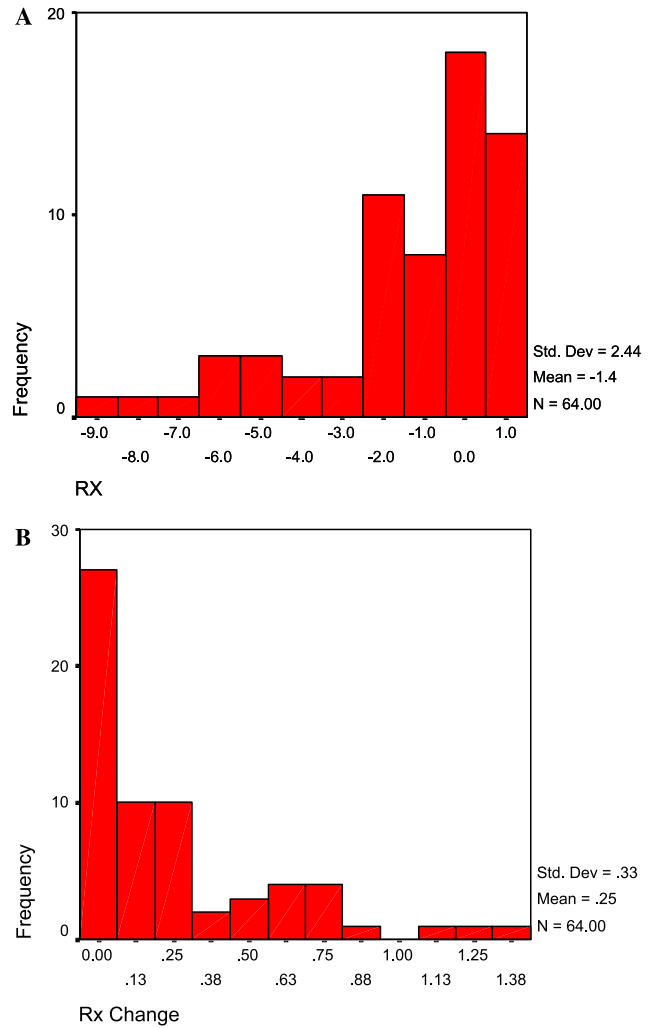 A
20
10
0
Frequency
Std. Dev = 2.44
Mean = -1.4
N = 64.00
-9.0 -7.0 -5.0 -3.0 -1.0 1.0
-8.0 -6.0 -4.0 -2.0 0.0
RX
B
30
20
10
0
Frequency
Std. Dev = .33
Mean = .25
N = 64.00
0.00 .25 .50 .75 1.00 1.25
.13 .38 .63 .88 1.13 1.38
Rx Change